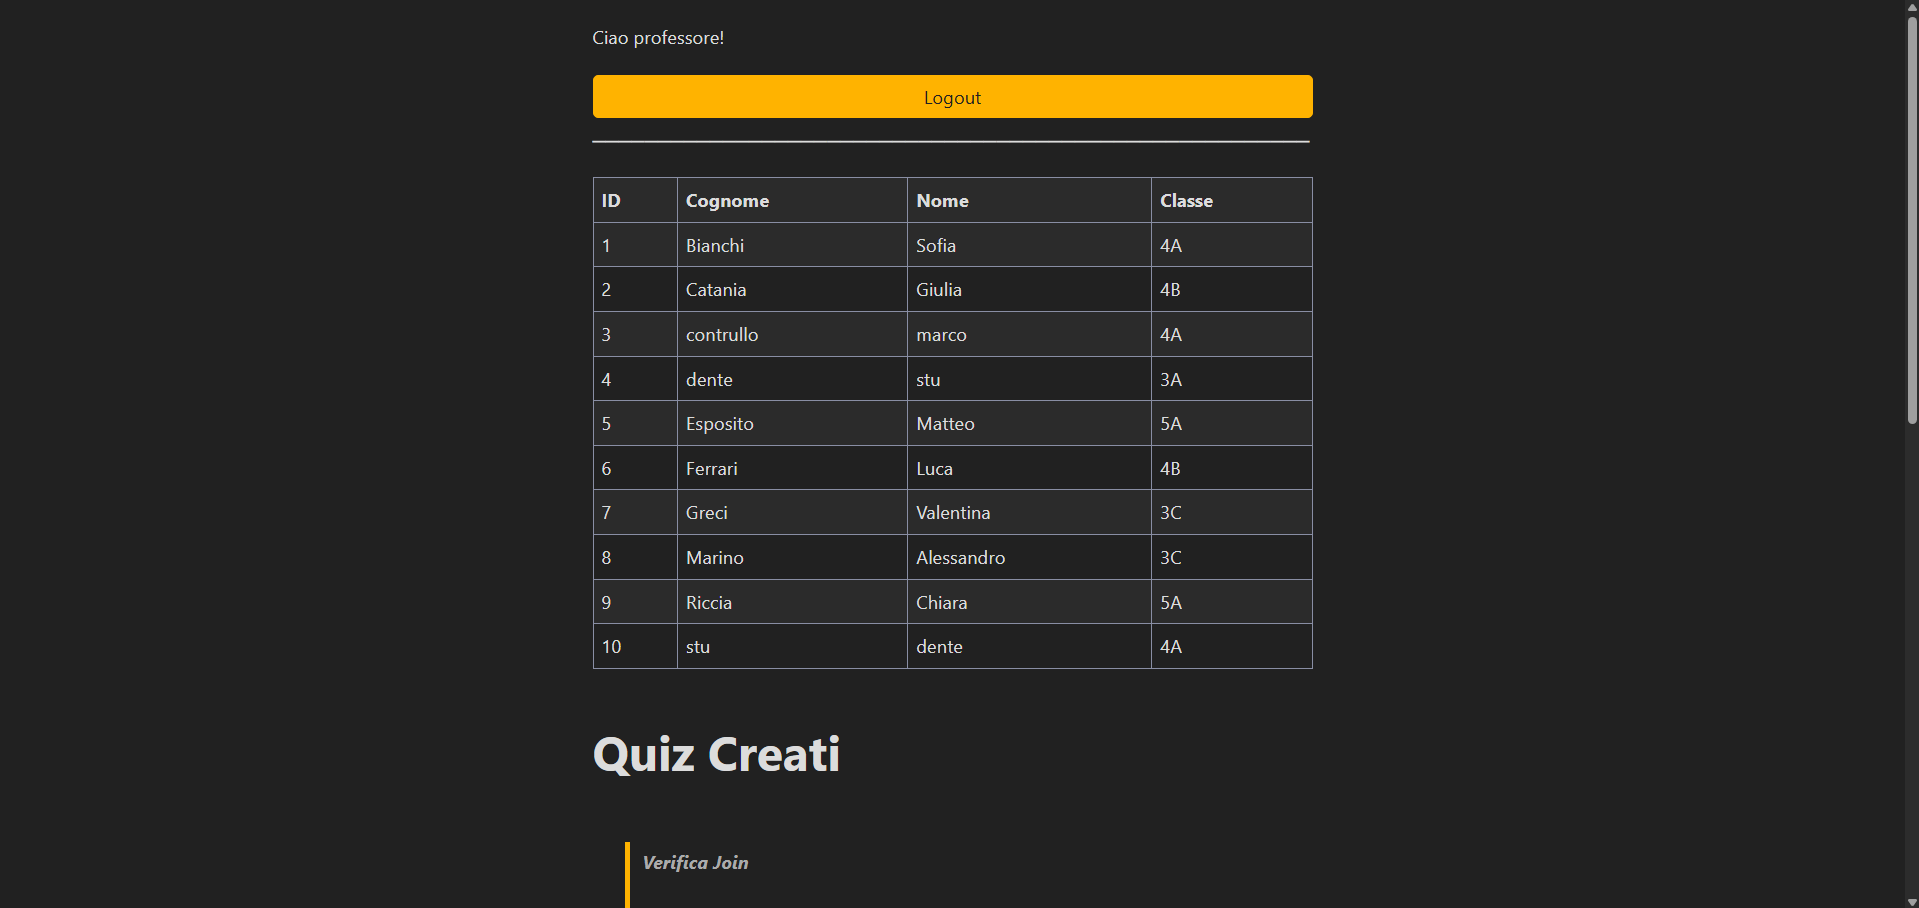 Ciao professore!
Logout
ID Cognome Nome Classe
1 Bianchi Sofia 4A
2 Catania Giulia 4B
3 contrullo marco 4A
4 dente stu 3A
5 Esposito Matteo 5A
6 Ferrari Luca 4B
7 Greci Valentina 3C
8 Marino Alessandro 3C
9 Riccia Chiara 5A
10 stu dente 4A
Quiz Creati
Verifica Join